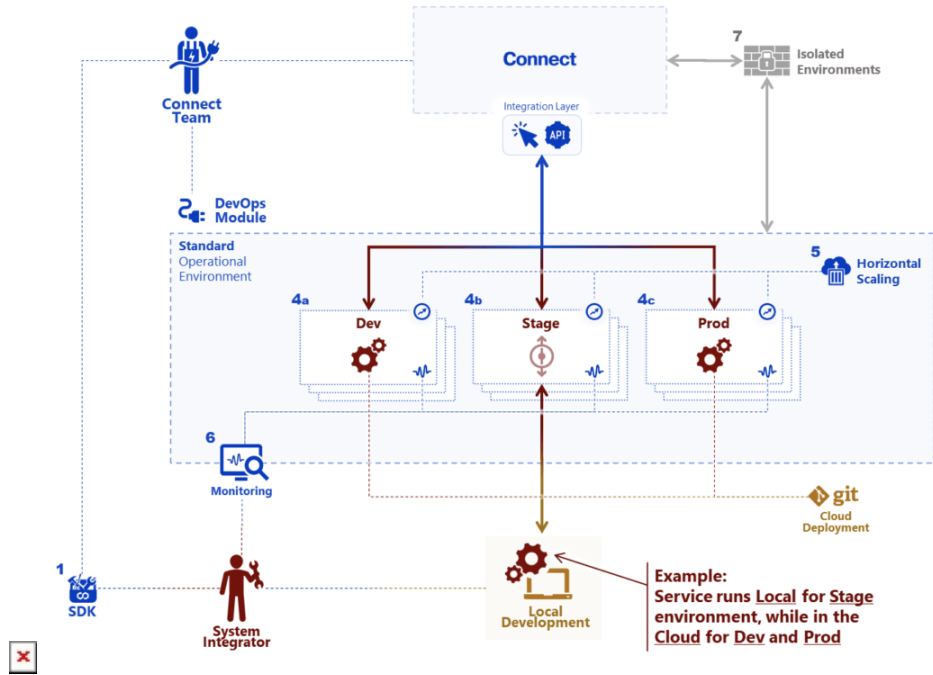 Connect
7
Isolated
Environments
Connect
Team
Integration Layer
API
DevOps
Module
Standard
Operational
Environment
5
Horizontal
Scaling
4a
4b
4c
Dev
Stage
Prod
6
Monitoring
git
Cloud
Deployment
1
SDK
System
Integrator
Local
Development
Example:
Service runs Local for Stage
environment, while in the
Cloud for Dev and Prod